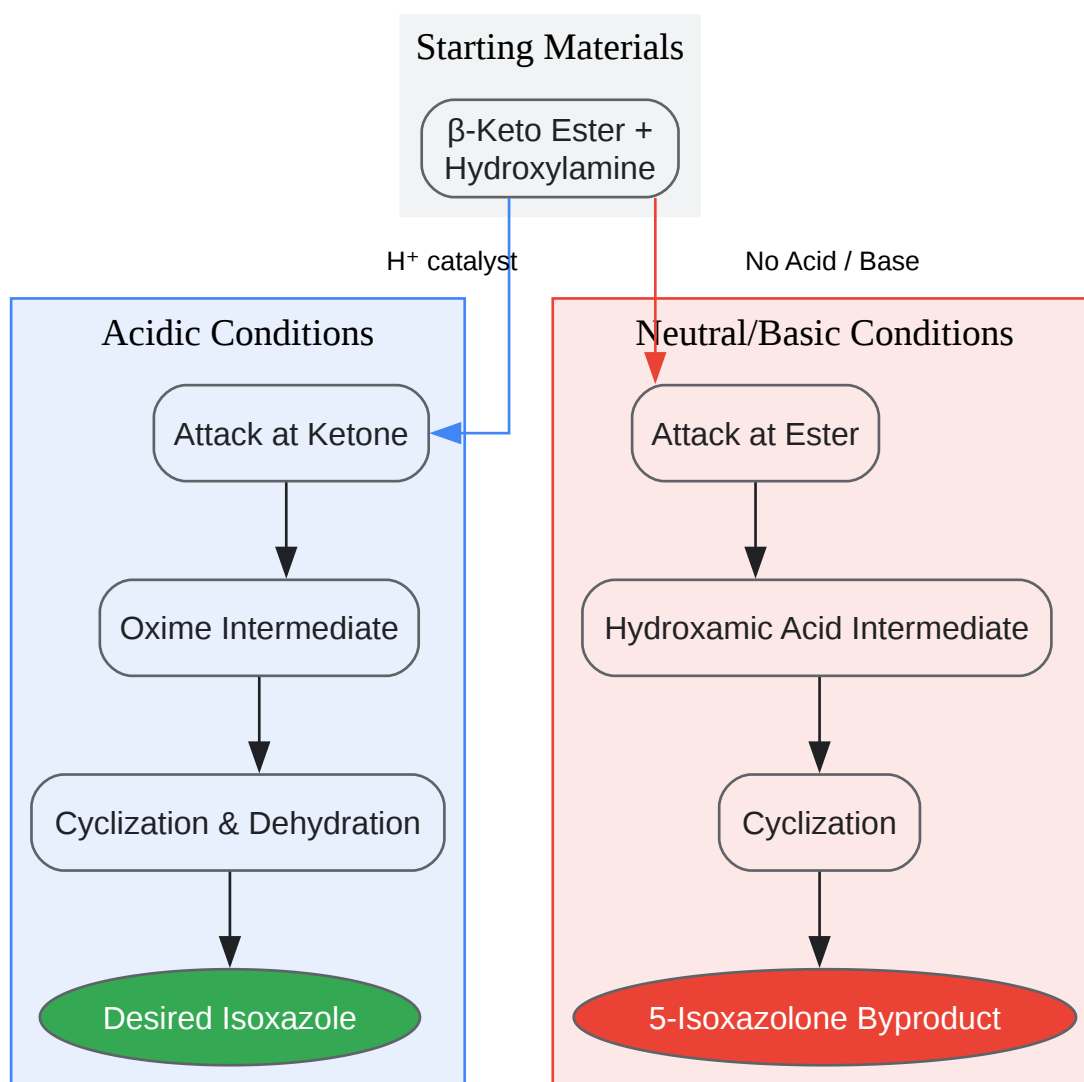 Starting Materials
β-Keto Ester +
Hydroxylamine
H⁺ catalyst
No Acid / Base
Acidic Conditions
Attack at Ketone
Oxime Intermediate
Cyclization & Dehydration
Desired Isoxazole
Neutral/Basic Conditions
Attack at Ester
Hydroxamic Acid Intermediate
Cyclization
5-Isoxazolone Byproduct